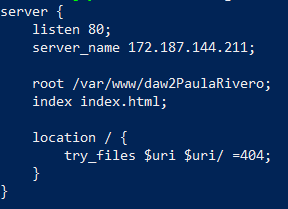 server {
    listen 80;
    server_name 172.187.144.211;

    root /var/www/daw2PaulaRivero;
    index index.html;

    location / {
        try_files $uri $uri/ =404;
    }
}